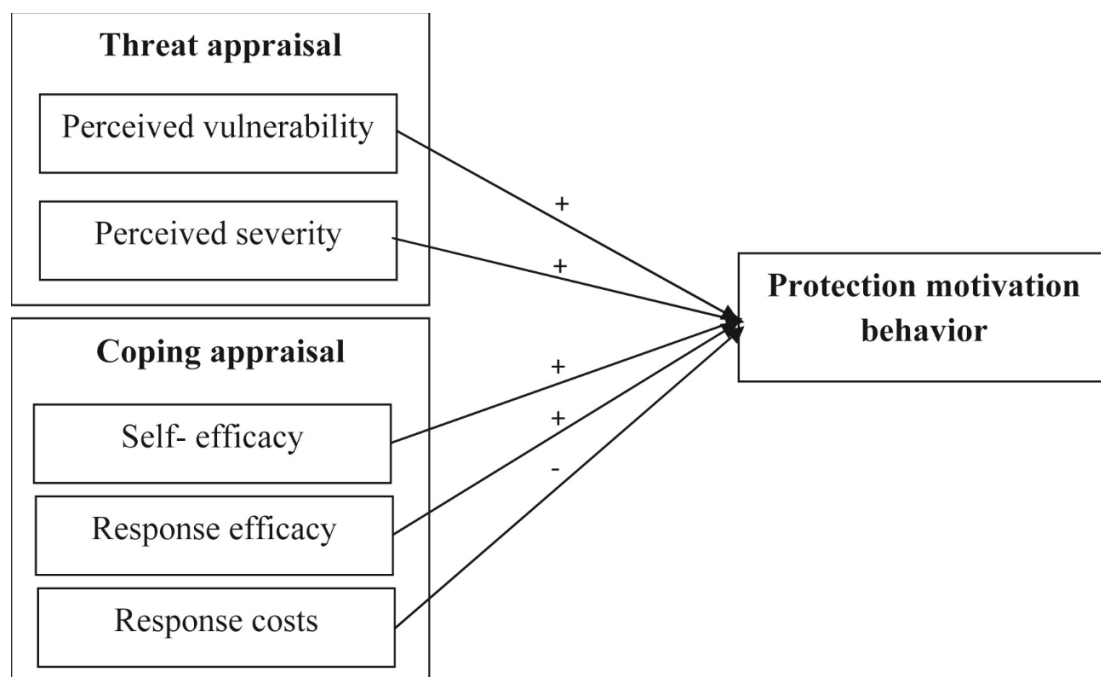 Threat appraisal
Perceived vulnerability
+
Perceived severity
+
Protection motivation
behavior
Coping appraisal
+
Self- efficacy
+
Response efficacy
-
Response costs